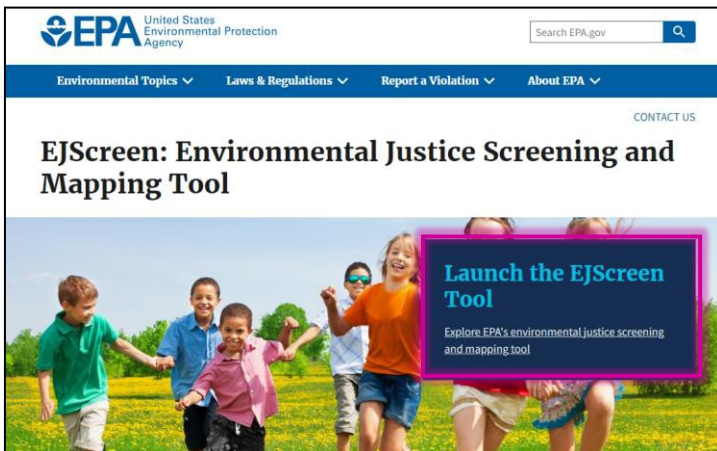 EPA
United States
Environmental Protection
Agency
Search EPA.gov
Environmental Topics
Laws & Regulations
Report a Violation
About EPA
CONTACT US
EJScreen: Environmental Justice Screening and
Mapping Tool
Launch the EJScreen
Tool
Explore EPA's environmental justice screening
and mapping tool